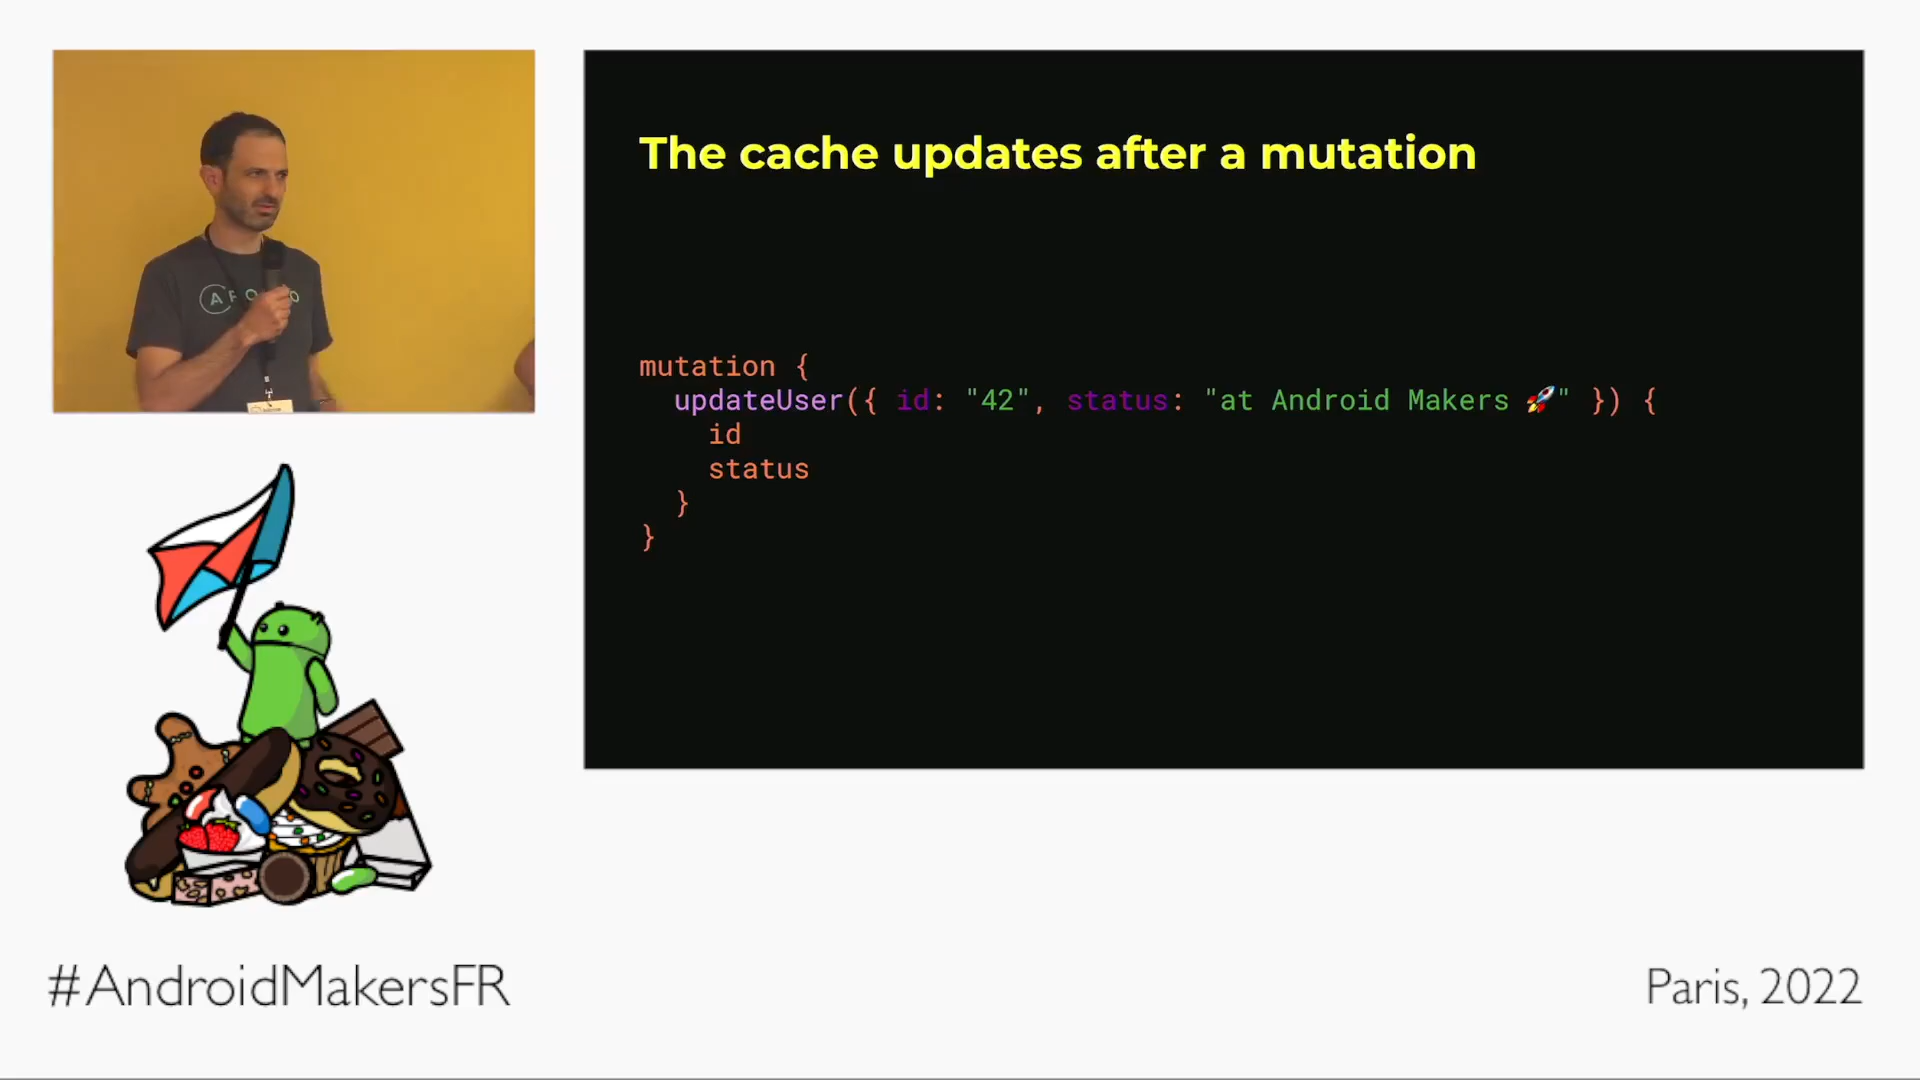 The cache updates after a mutation
mutation {
updateUser({ id: "42", status: "at Android Makers 🚀" }) {
id
status
}
}
#AndroidMakersFR
Paris, 2022